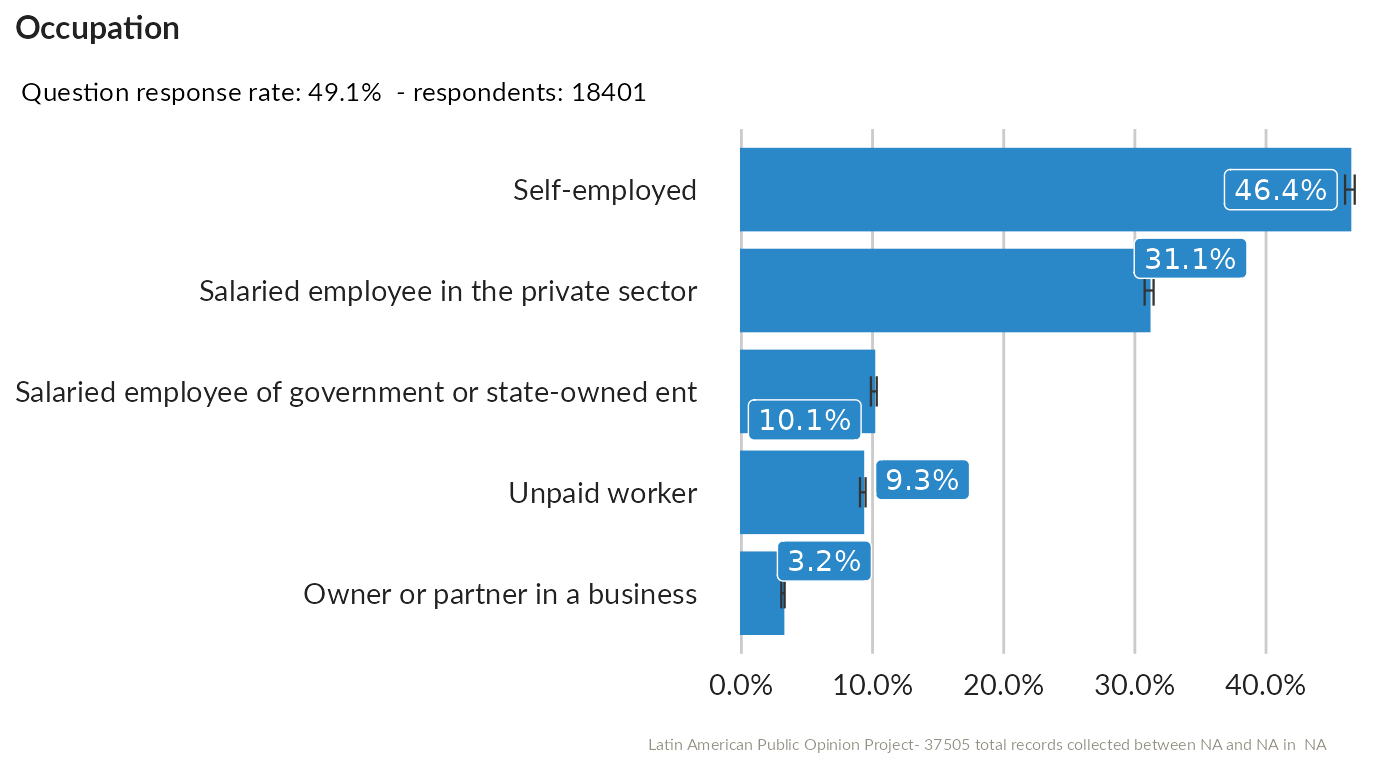 Occupation
Question response rate: 49.1%  - respondents: 18401
Self-employed
46.4%
Salaried employee in the private sector
31.1%
Salaried employee of government or state-owned ent
10.1%
Unpaid worker
9.3%
Owner or partner in a business
3.2%
0.0% 10.0% 20.0% 30.0% 40.0%
Latin American Public Opinion Project- 37505 total records collected between NA and NA in  NA